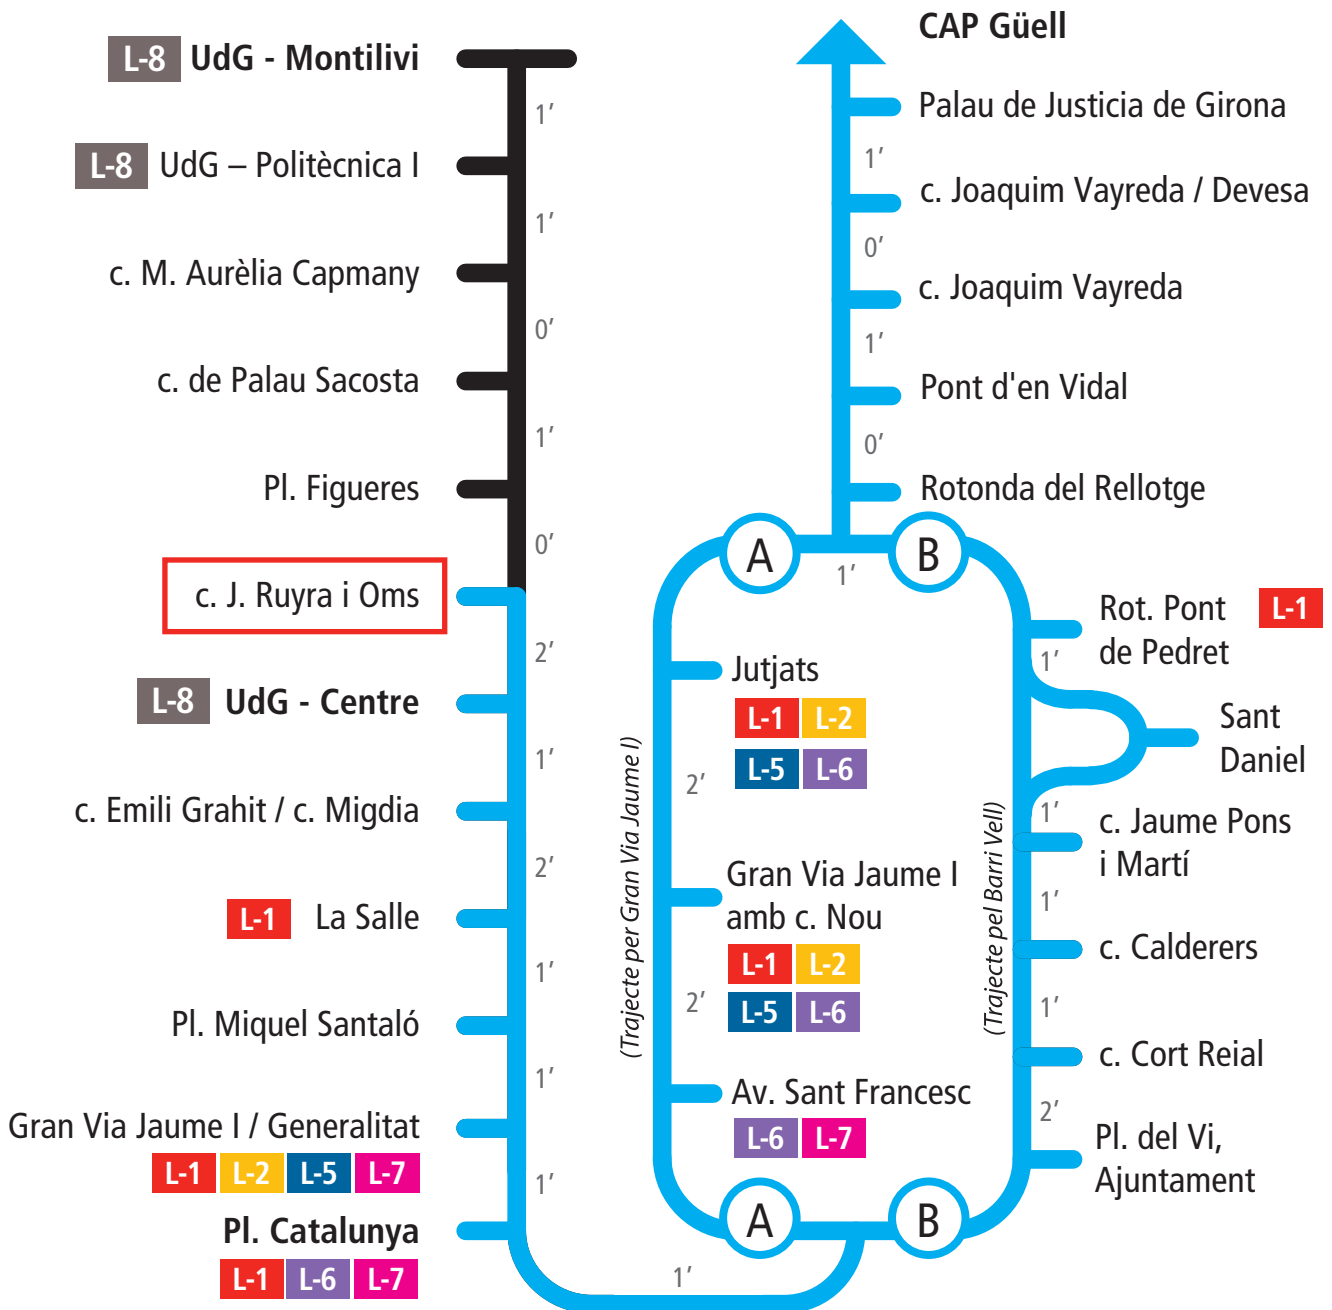 L-8 UdG - Montilivi
1’
L-8 UdG – Politècnica I
1’
c. M. Aurèlia Capmany
0’
c. de Palau Sacosta
1’
Pl. Figueres
0’
c. J. Ruyra i Oms
2’
L-8 UdG - Centre
1’
c. Emili Grahit / c. Migdia
2’
L-1 La Salle
1’
Pl. Miquel Santaló
1’
Gran Via Jaume I / Generalitat
L-1 L-2 L-5 L-7
1’
Pl. Catalunya
L-1 L-6 L-7
1’
CAP Güell
Palau de Justicia de Girona
1’
c. Joaquim Vayreda / Devesa
0’
c. Joaquim Vayreda
1’
Pont d'en Vidal
0’
Rotonda del Rellotge
A B
1’
(Trajecte per Gran Via Jaume I)
Jutjats
L-1 L-2
L-5 L-6
2’
Gran Via Jaume I
amb c. Nou
L-1 L-2
L-5 L-6
2’
Av. Sant Francesc
L-6 L-7
(Trajecte pel Barri Vell)
Rot. Pont L-1
de Pedret
1’
Sant
Daniel
1’
c. Jaume Pons
i Martí
1’
c. Calderers
1’
c. Cort Reial
2’
Pl. del Vi,
Ajuntament
A B